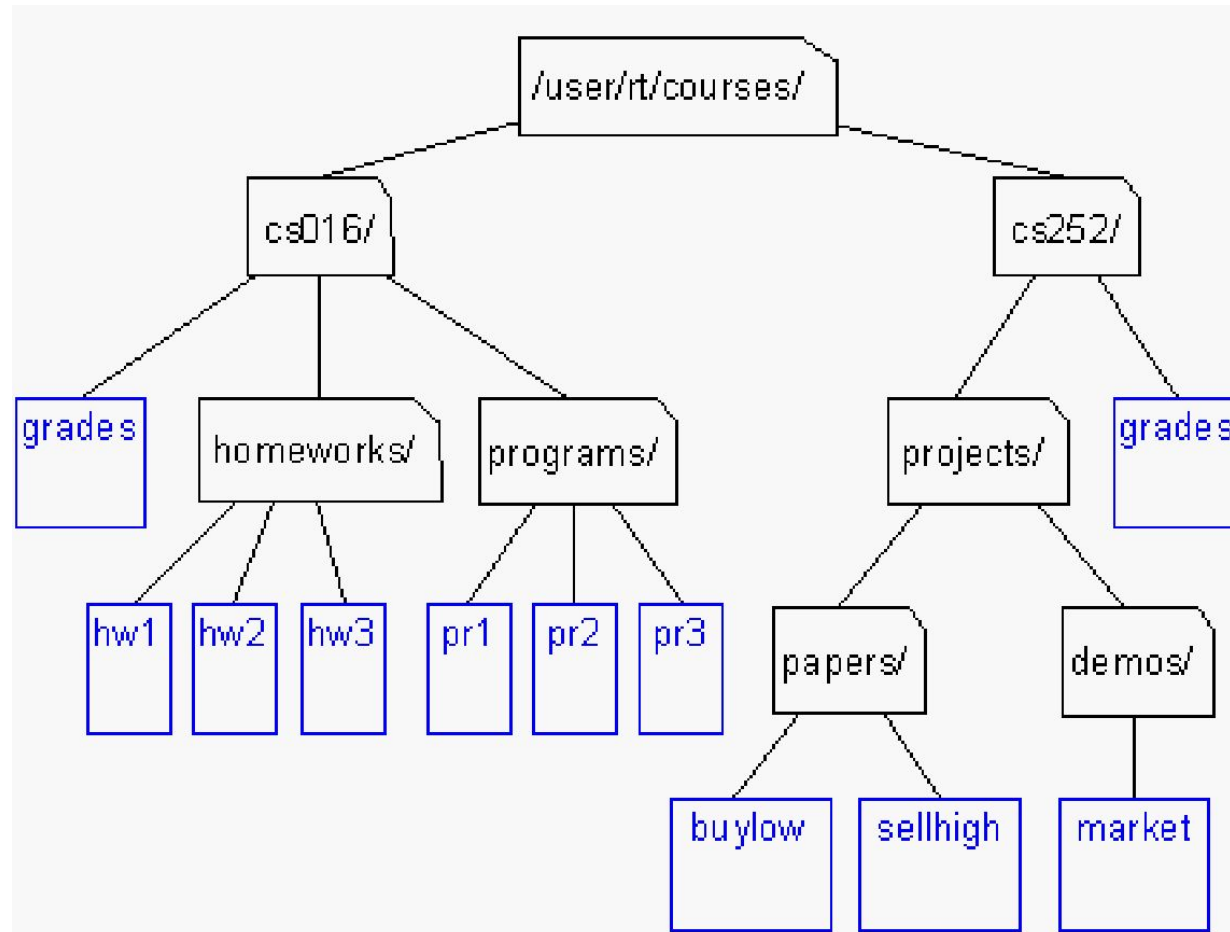 /user/rt/courses/
cs016/
cs252/
grades
homeworks/
programs/
projects/
grades
hw1
hw2
hw3
pr1
pr2
pr3
papers/
demos/
buylow
sellhigh
market